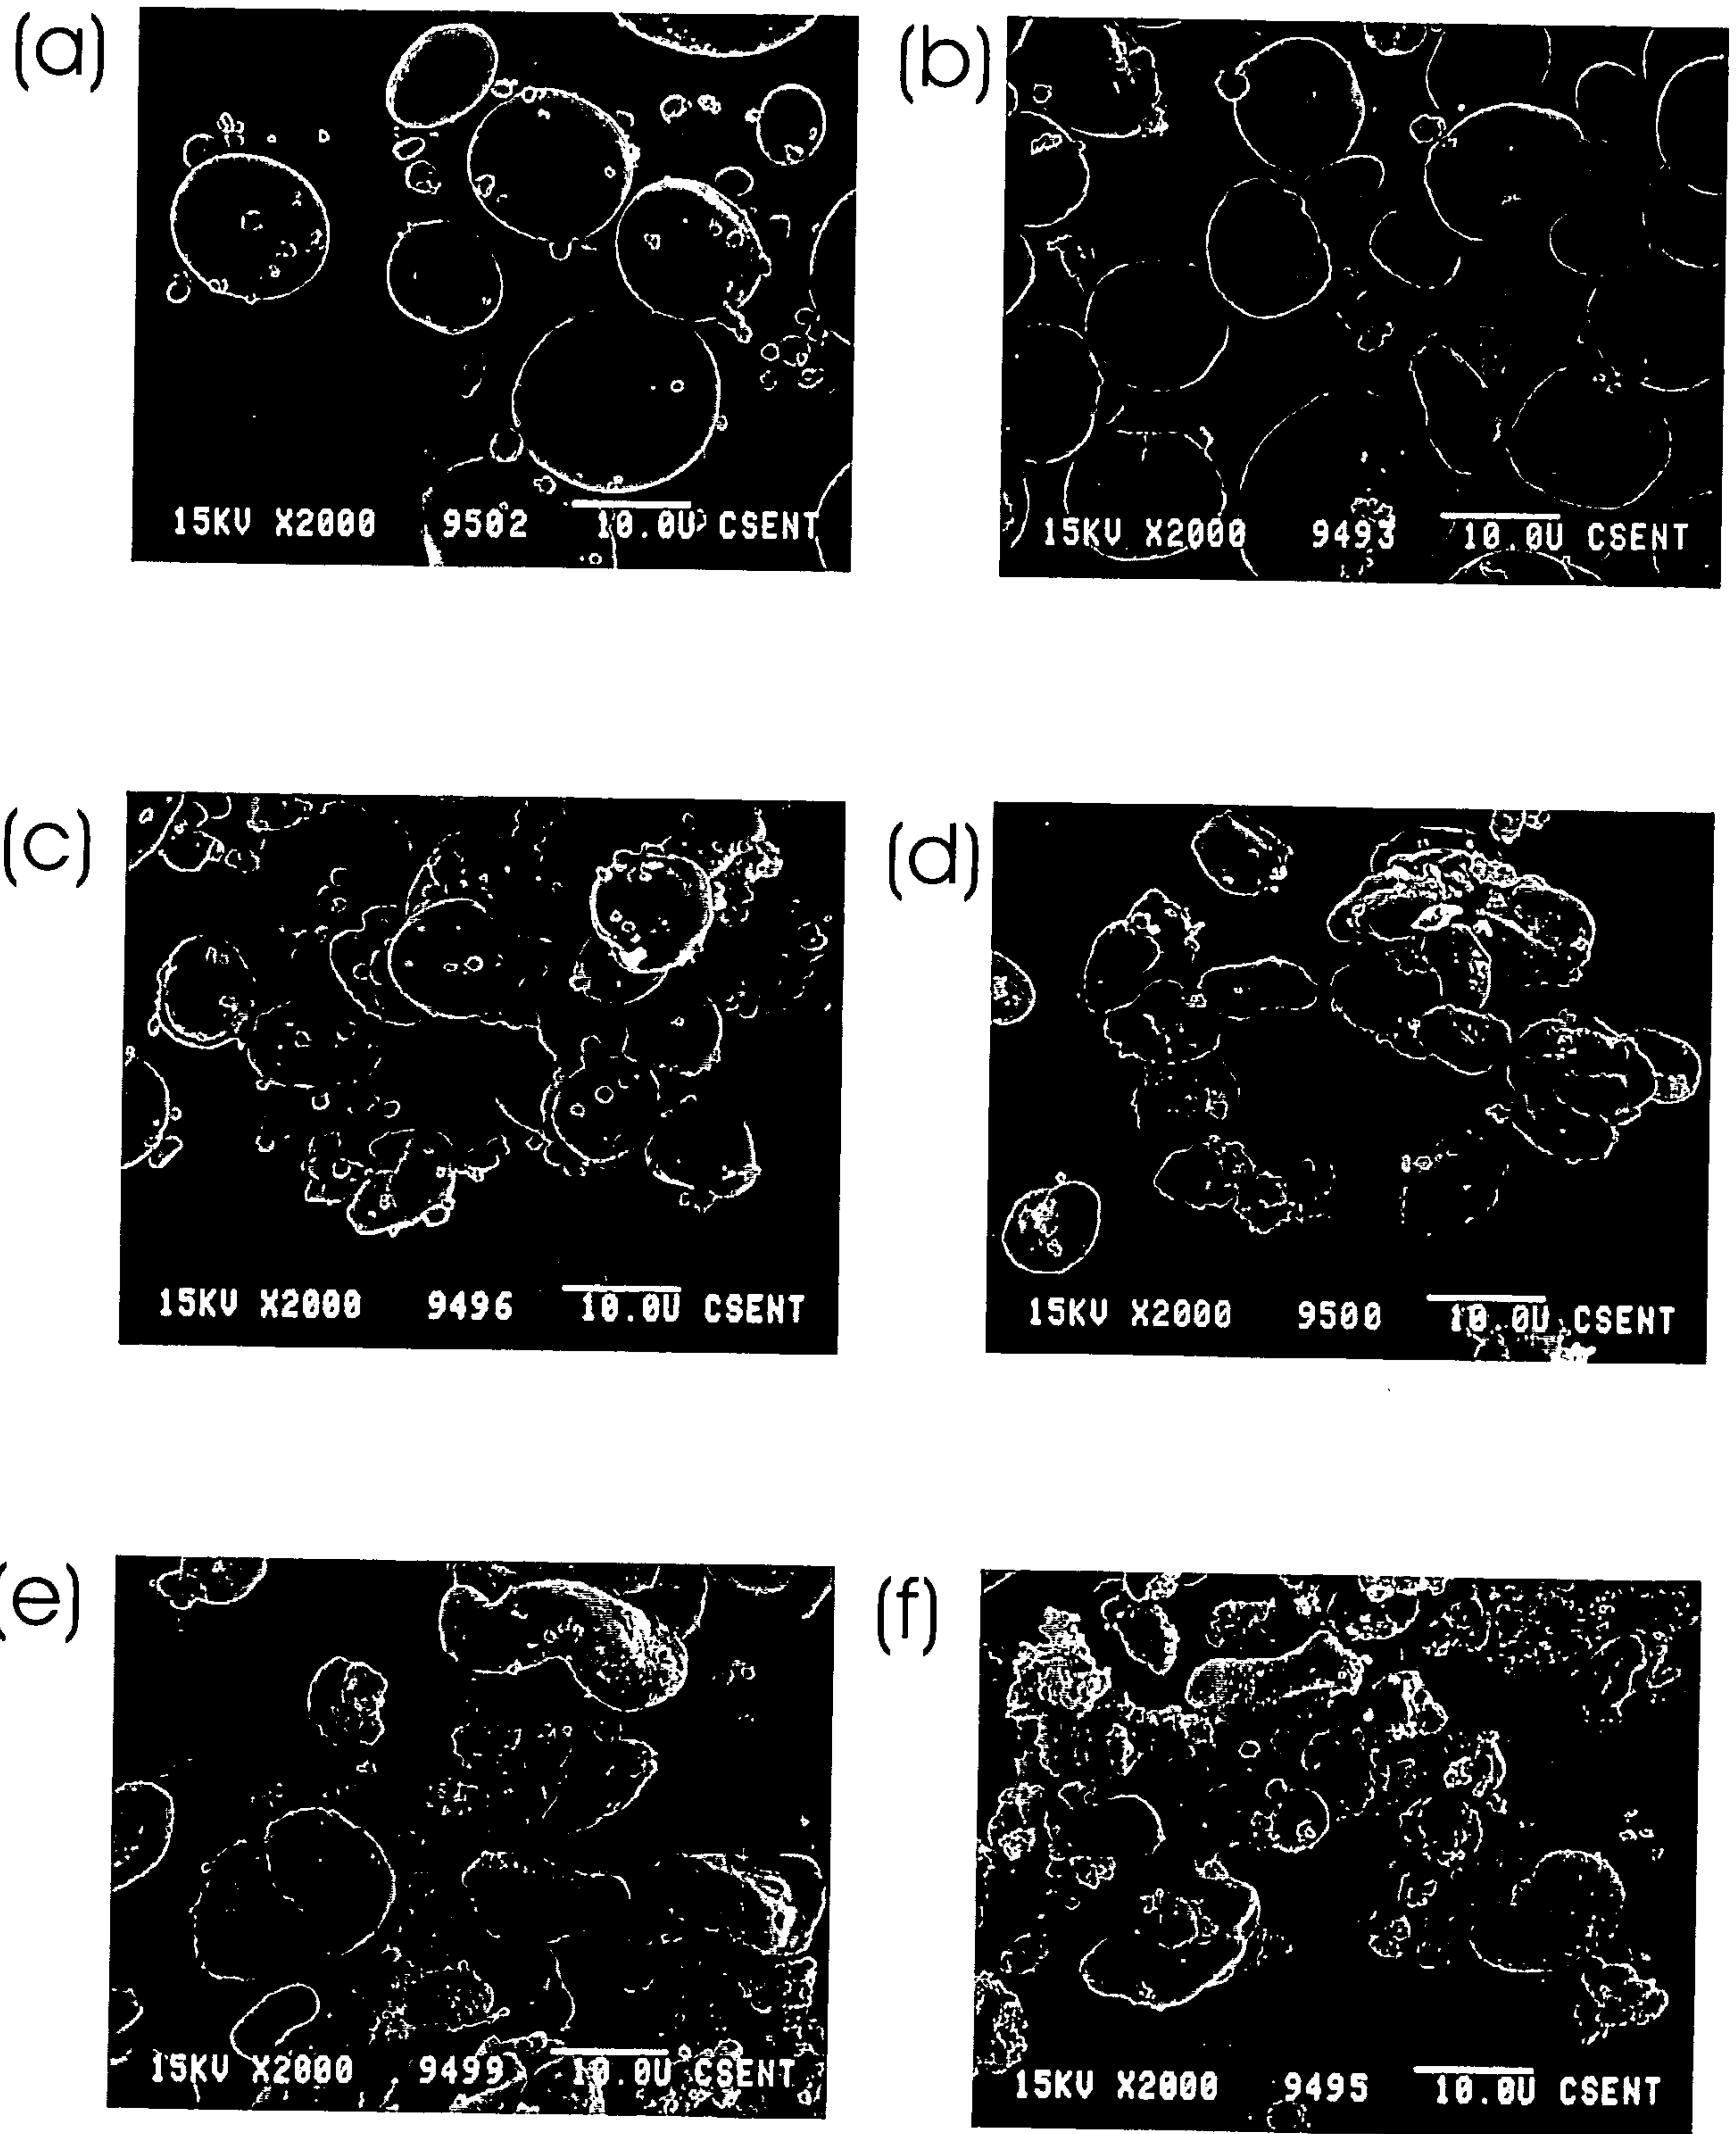 (a)
(b)
15KV X2000 9502 10.0U CSENT
15KV X2000 9493 10.0U CSENT
(c)
(d)
15KV X2000 9496 10.0U CSENT
15KV X2000 9500 10.0U CSENT
(e)
(f)
15KV X2000 9499 10.0U CSENT
15KV X2000 9495 10.0U CSENT